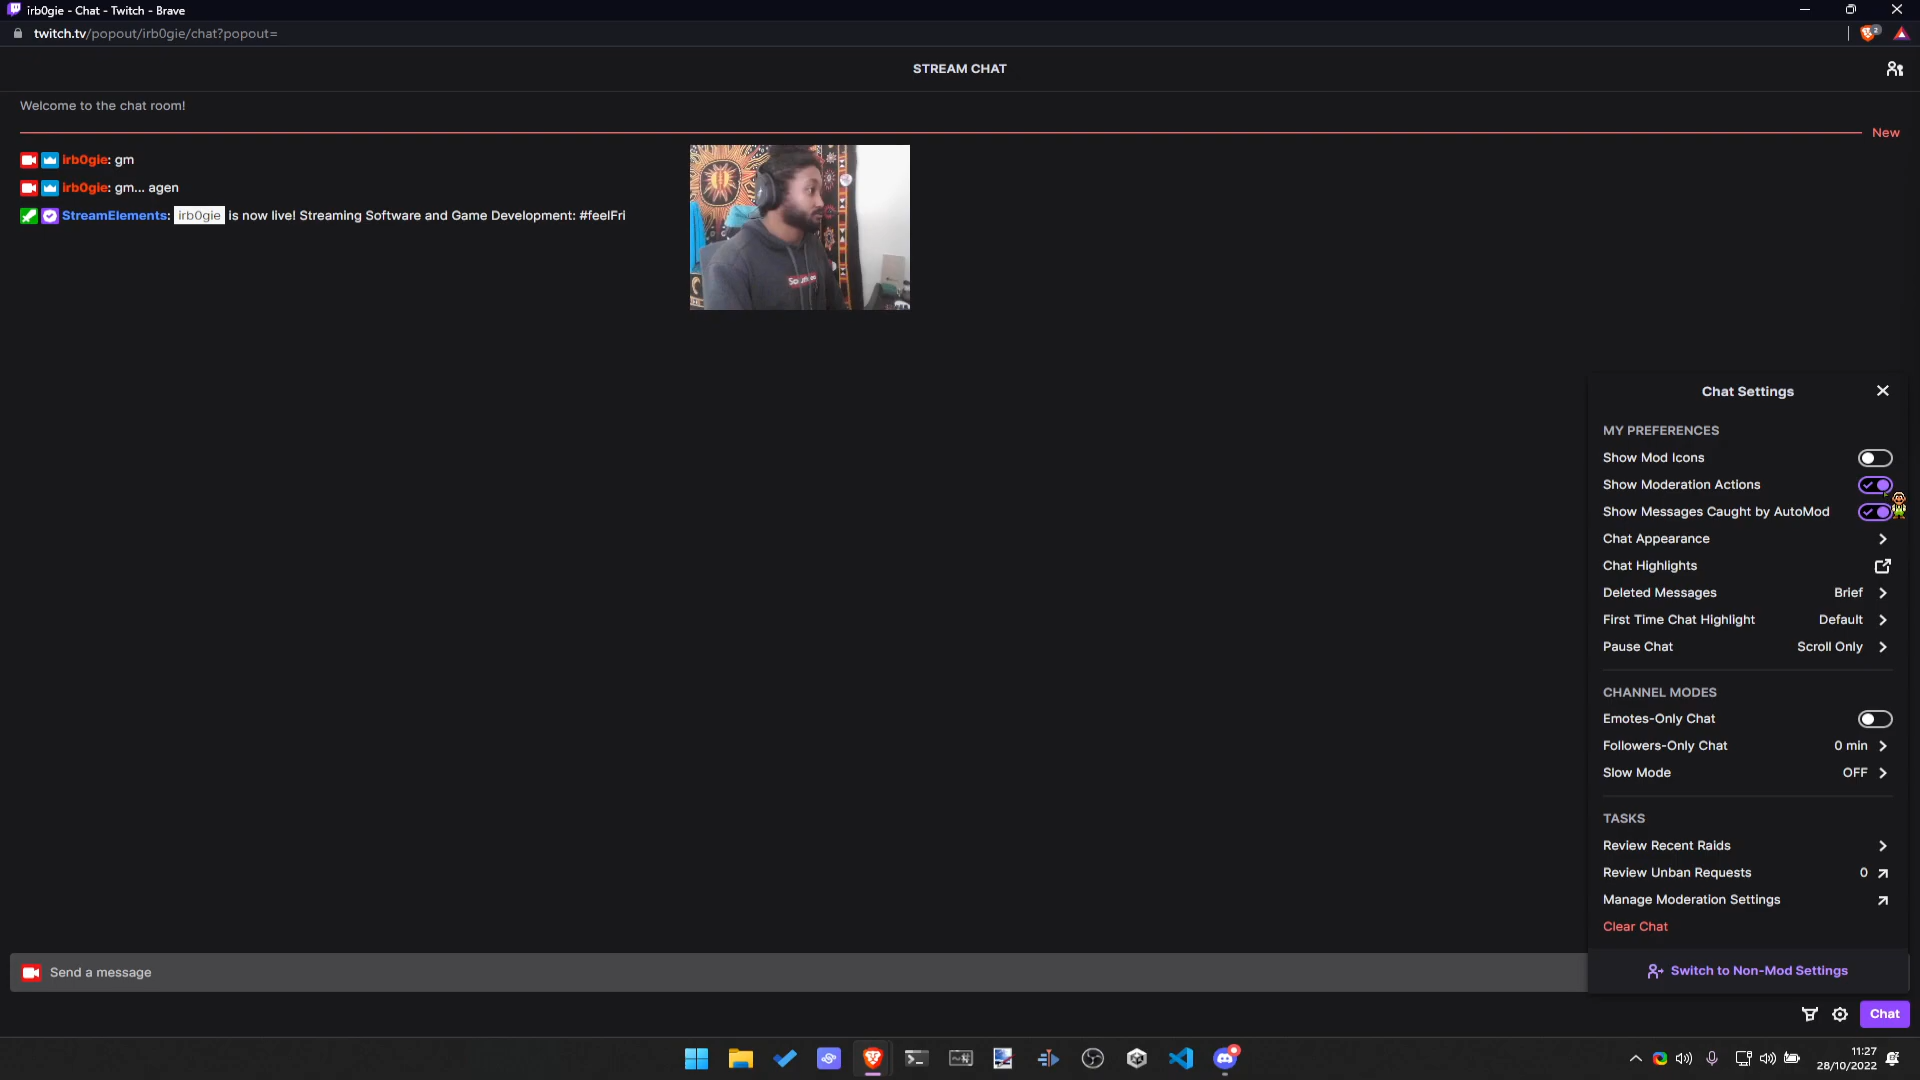 irb0gie - Chat - Twitch - Brave
twitch.tv/popout/irb0gie/chat?popout=
2
STREAM CHAT
Welcome to the chat room!
New
irb0gie: gm
irb0gie: gm... agen
StreamElements: irb0gie is now live! Streaming Software and Game Development: #feelFri
Chat Settings
MY PREFERENCES
Show Mod Icons
Show Moderation Actions
Show Messages Caught by AutoMod
Chat Appearance
Chat Highlights
Deleted Messages Brief
First Time Chat Highlight Default
Pause Chat Scroll Only
CHANNEL MODES
Emotes-Only Chat
Followers-Only Chat 0 min
Slow Mode OFF
TASKS
Review Recent Raids
Review Unban Requests 0
Manage Moderation Settings
Clear Chat
Switch to Non-Mod Settings
Send a message
Chat
11:27
28/10/2022